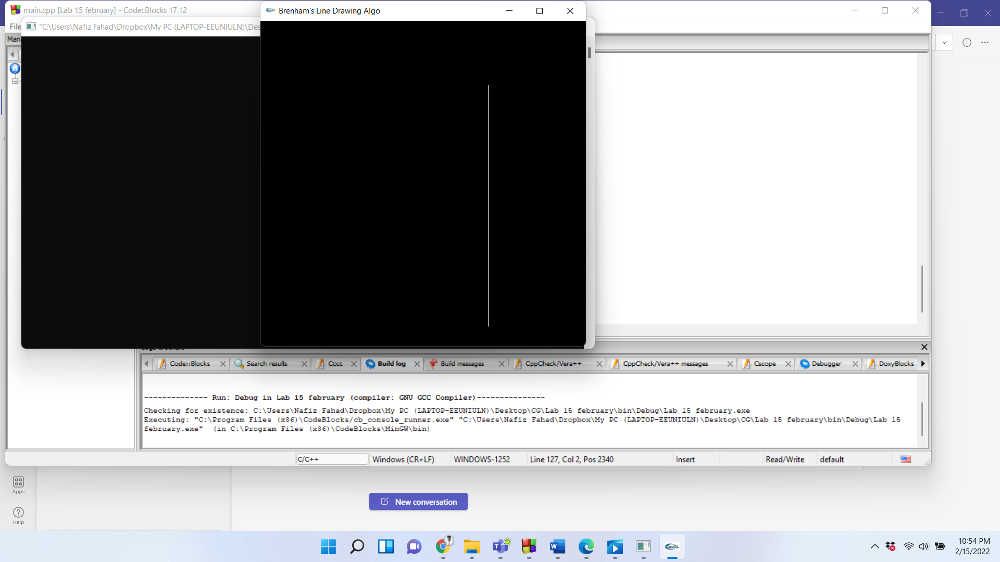 main.cpp [Lab 15 february] - Code::Blocks 17.12
Brenham's Line Drawing Algo
File
"C:\Users\Nafiz Fahad\Dropbox\My PC (LAPTOP-EEUNIULN)\Des
Code::Blocks
Search results
Cccc
Build log
Build messages
CppCheck/Vera++
CppCheck/Vera++ messages
Cscope
Debugger
DoxyBlocks
-------------- Run: Debug in Lab 15 february (compiler: GNU GCC Compiler)---------------
Checking for existence: C:\Users\Nafiz Fahad\Dropbox\My PC (LAPTOP-EEUNIULN)\Desktop\CG\Lab 15 february\bin\Debug\Lab 15 february.exe
Executing: "C:\Program Files (x86)\CodeBlocks/cb_console_runner.exe" "C:\Users\Nafiz Fahad\Dropbox\My PC (LAPTOP-EEUNIULN)\Desktop\CG\Lab 15 february\bin\Debug\Lab 15
february.exe"  (in C:\Program Files (x86)\CodeBlocks\MinGW\bin)
C/C++
Windows (CR+LF)
WINDOWS-1252
Line 127, Col 2, Pos 2340
Insert
Read/Write
default
Apps
New conversation
Help
10:54 PM
2/15/2022